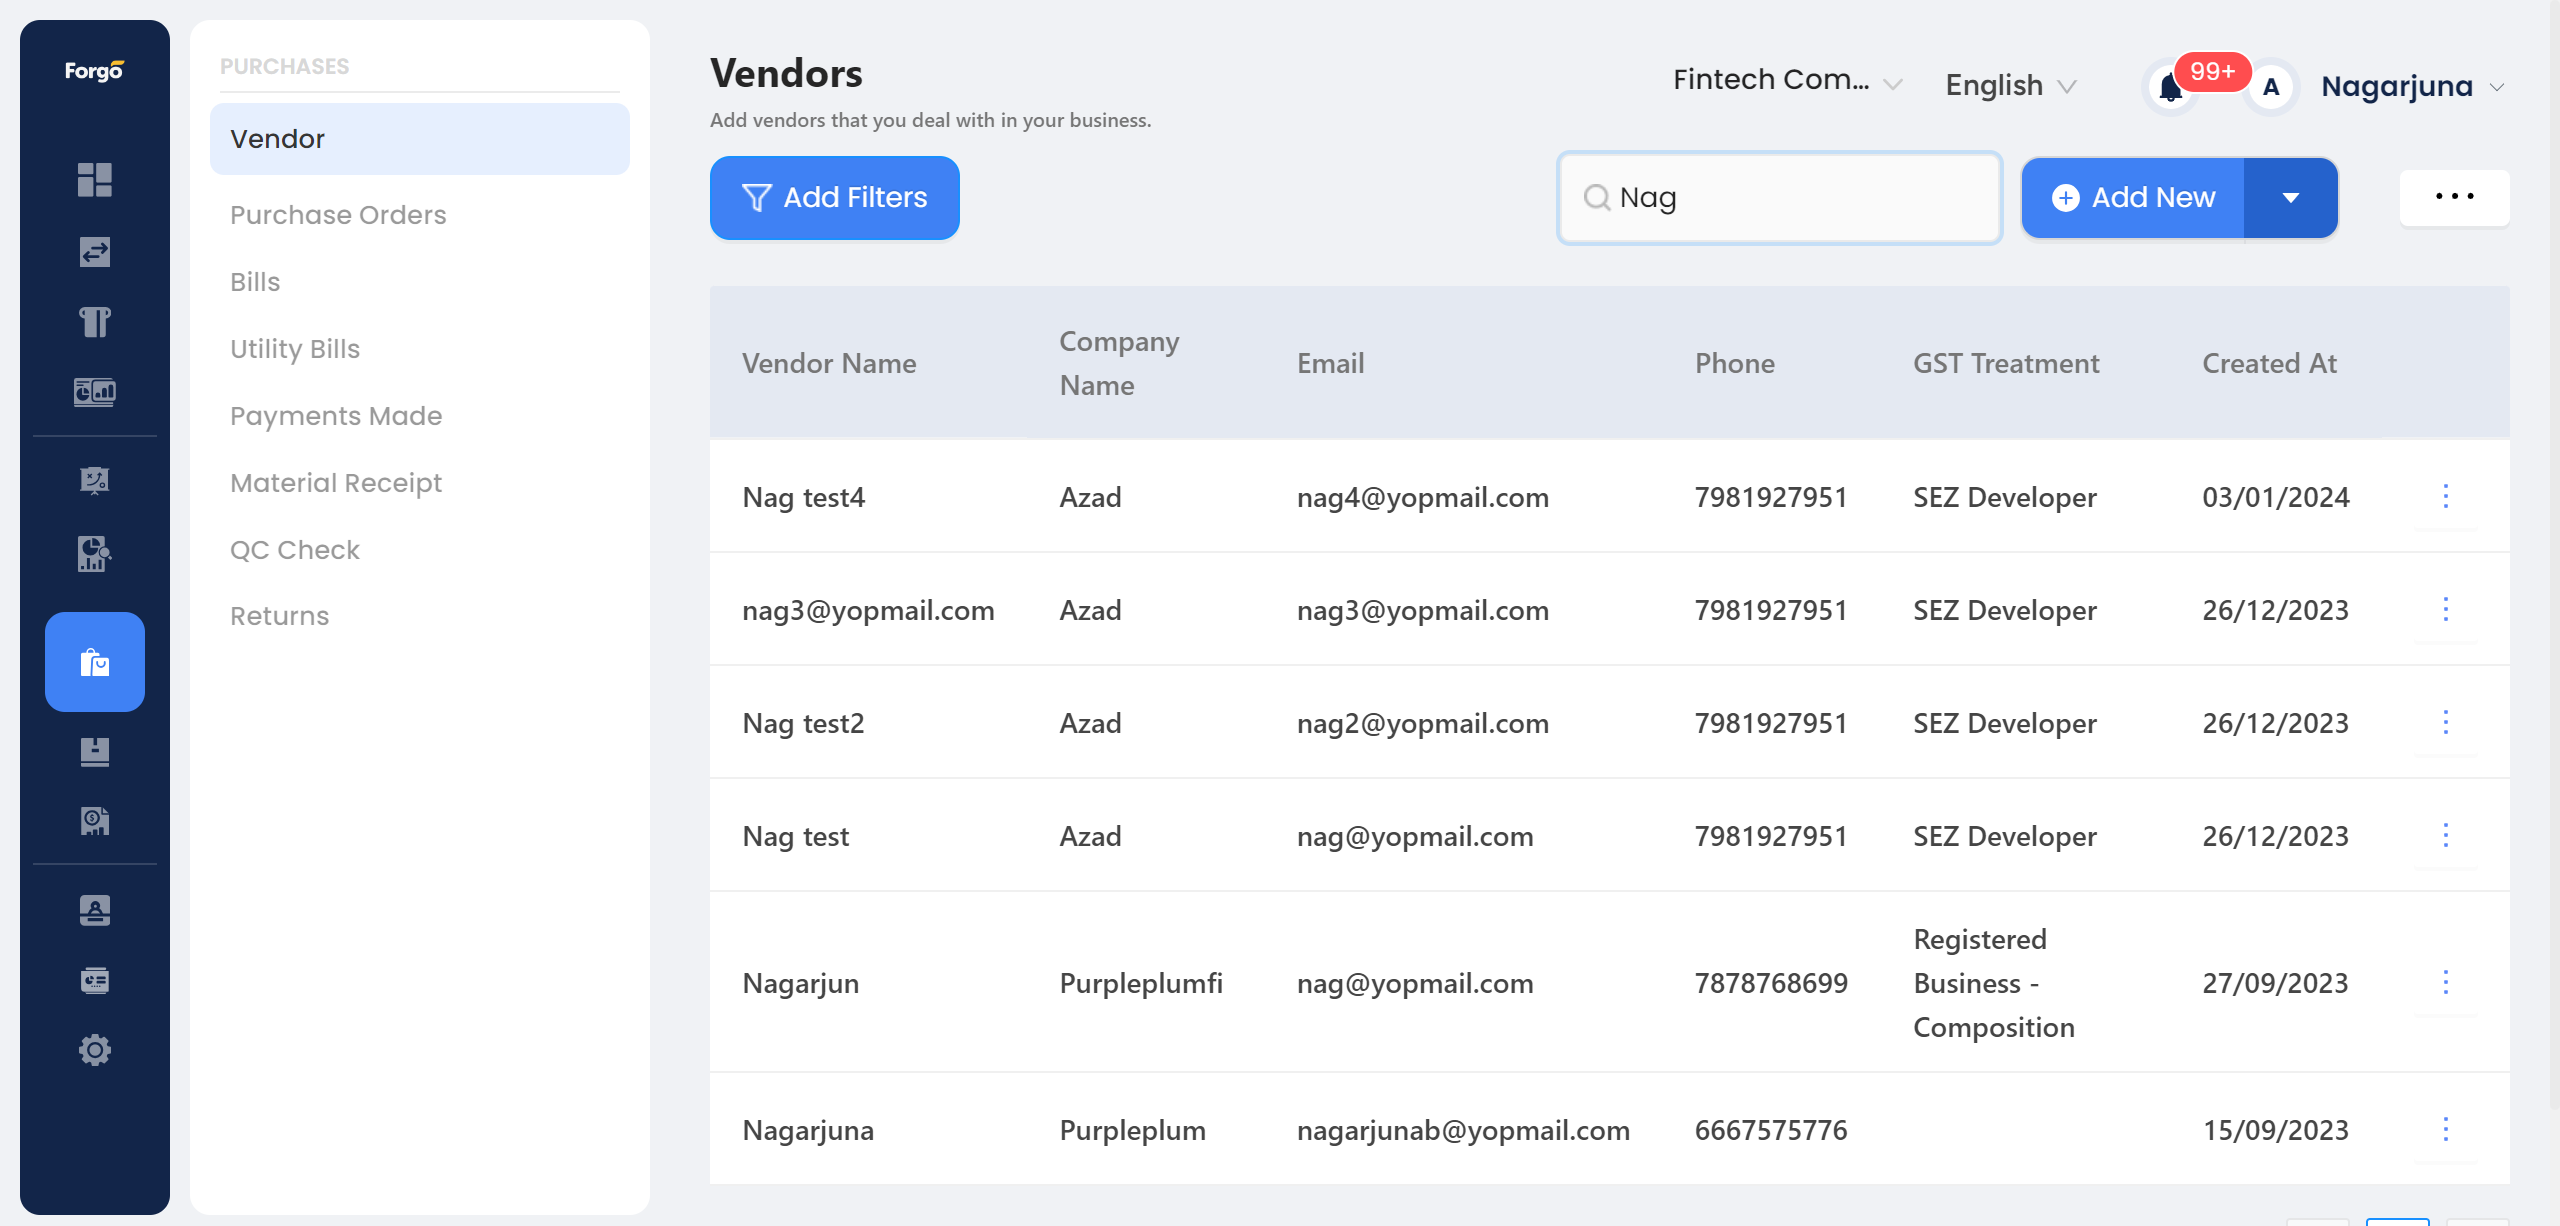 Forgo
PURCHASES
Vendor
Purchase Orders
Bills
Utility Bills
Payments Made
Material Receipt
QC Check
Returns
Vendors
Add vendors that you deal with in your business.
Fintech Com...
English
99+
A
Nagarjuna
Add Filters
Nag
Add New
Vendor Name
Company
Name
Email
Phone
GST Treatment
Created At
Nag test4 Azad nag4@yopmail.com 7981927951 SEZ Developer 03/01/2024
nag3@yopmail.com Azad nag3@yopmail.com 7981927951 SEZ Developer 26/12/2023
Nag test2 Azad nag2@yopmail.com 7981927951 SEZ Developer 26/12/2023
Nag test Azad nag@yopmail.com 7981927951 SEZ Developer 26/12/2023
Nagarjun Purpleplumfi nag@yopmail.com 7878768699
Registered
Business -
Composition
27/09/2023
Nagarjuna Purpleplum nagarjunab@yopmail.com 6667575776 15/09/2023